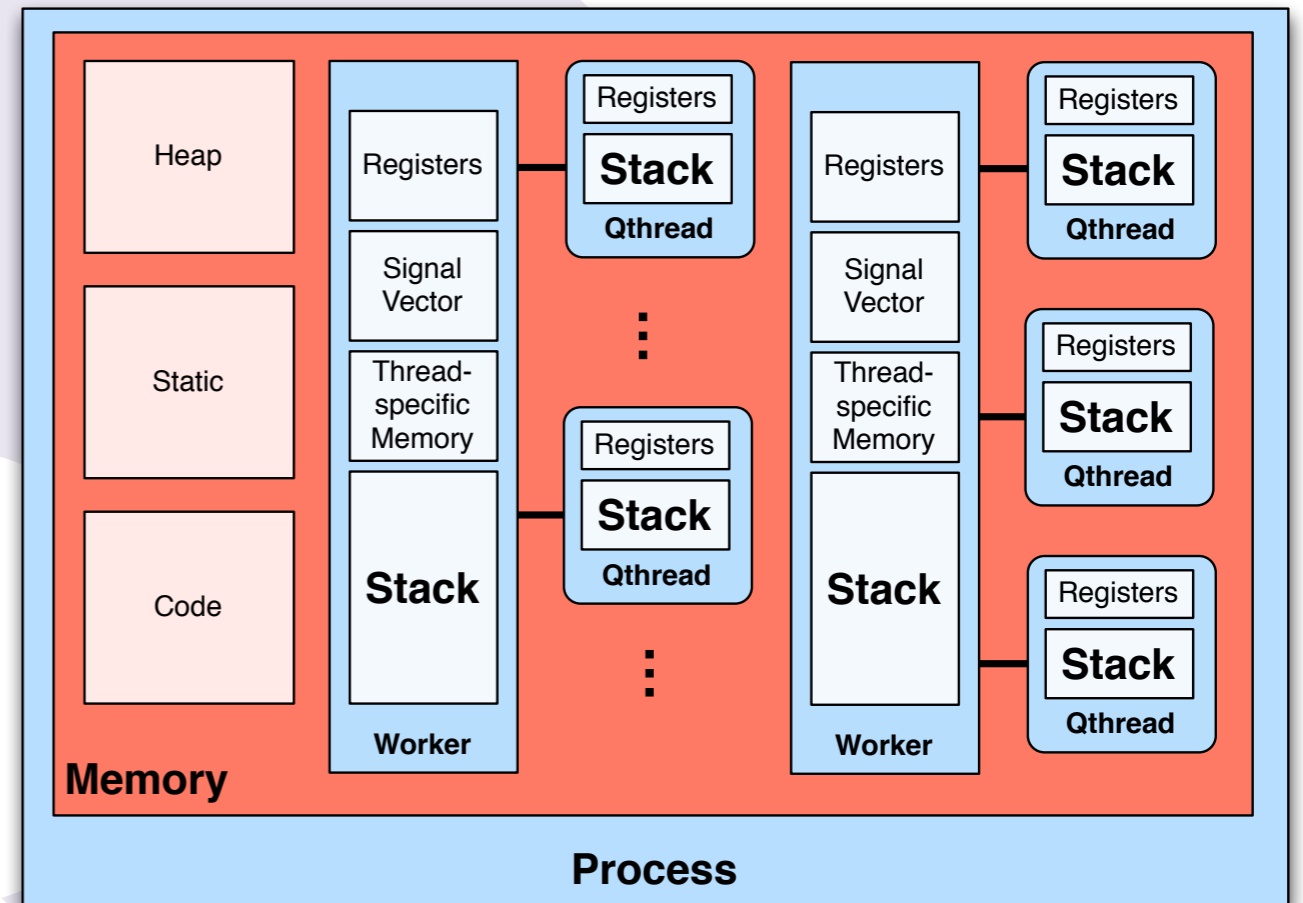 Heap
Static
Code
Memory
Registers
Signal
Vector
Thread-
specific
Memory
Stack
Worker
Registers
Stack
Qthread
Registers
Stack
Qthread
Registers
Signal
Vector
Thread-
specific
Memory
Stack
Worker
Registers
Stack
Qthread
Registers
Stack
Qthread
Registers
Stack
Qthread
Process